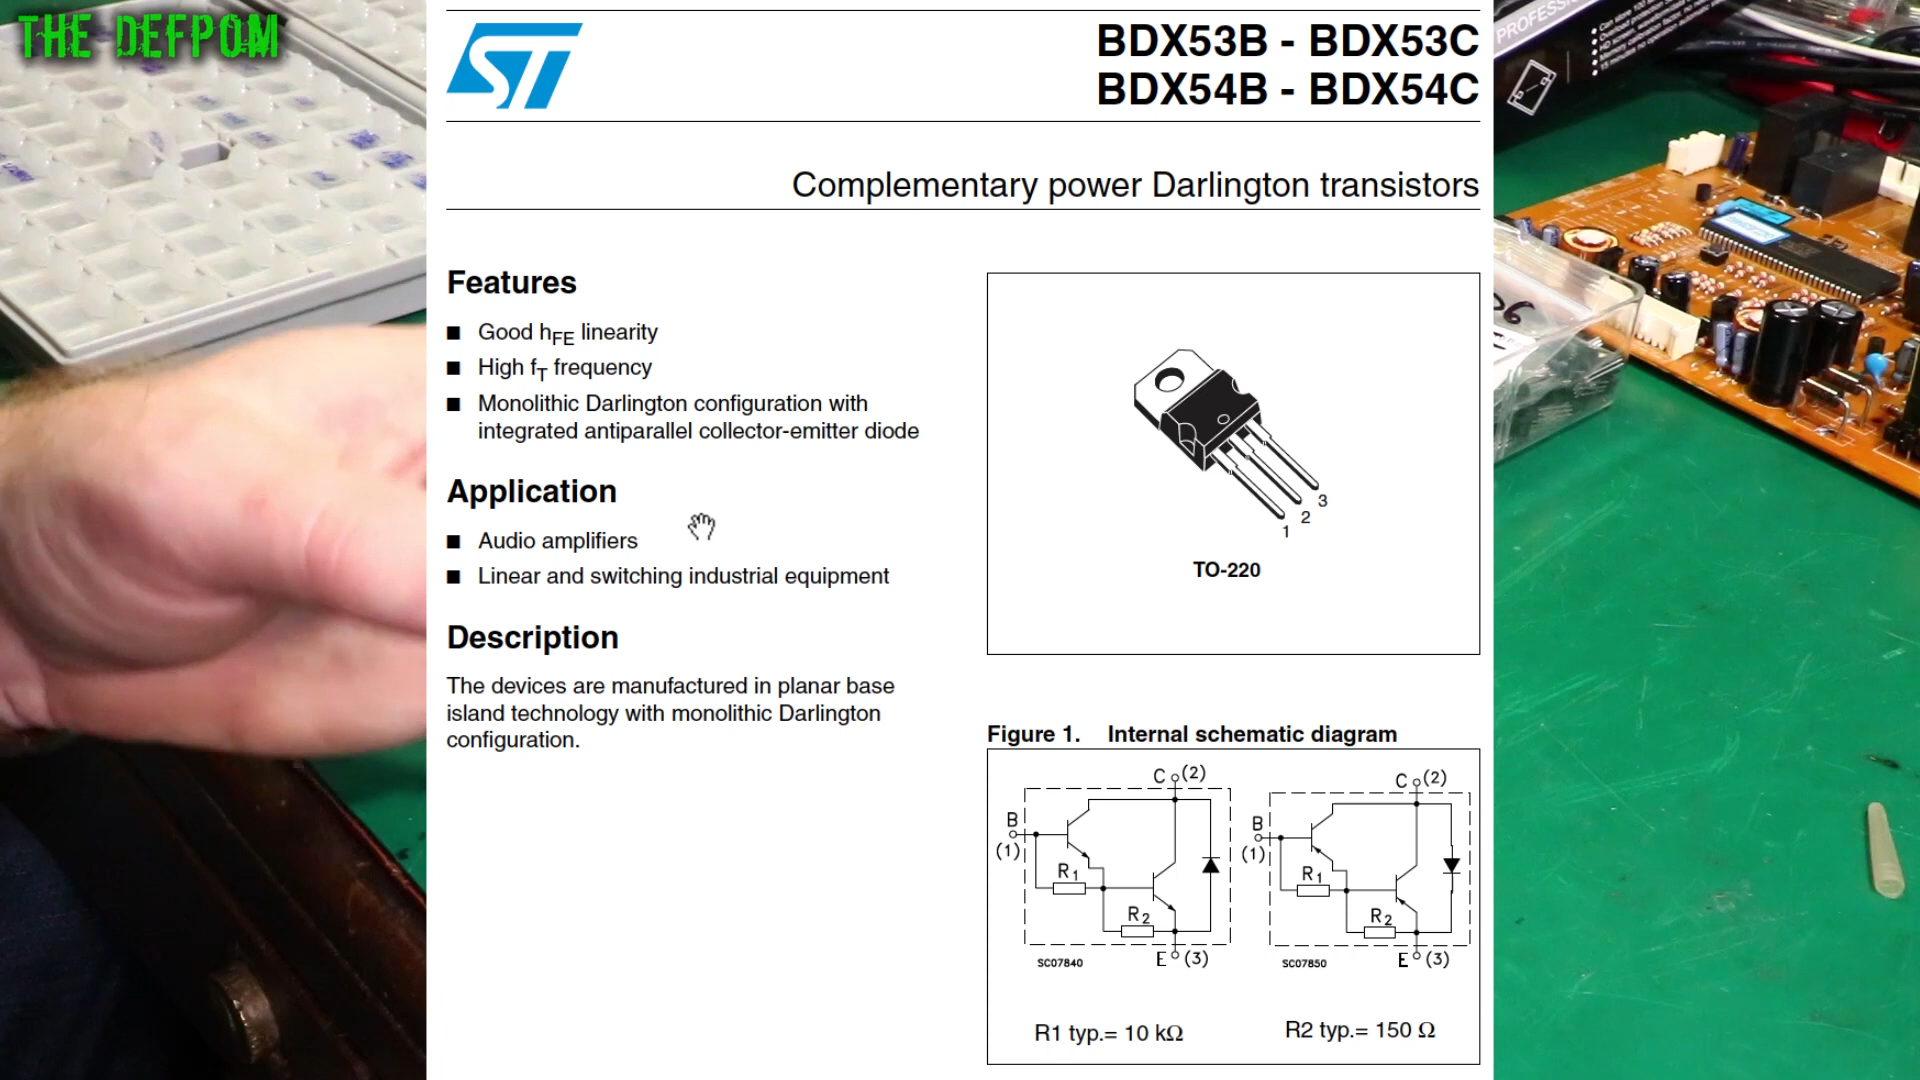 THE DEFPOM
ST
BDX53B - BDX53C
BDX54B - BDX54C
Complementary power Darlington transistors
Features
■ Good hFE linearity
■ High fT frequency
■ Monolithic Darlington configuration with
integrated antiparallel collector-emitter diode
Application
■ Audio amplifiers
■ Linear and switching industrial equipment
Description
The devices are manufactured in planar base
island technology with monolithic Darlington
configuration.
1
2
3
TO-220
Figure 1. Internal schematic diagram
C (2)
B
(1)
R1
R2
SC07840
E (3)
C (2)
B
(1)
R1
R2
SC07850
E (3)
R1 typ.= 10 kΩ
R2 typ.= 150 Ω